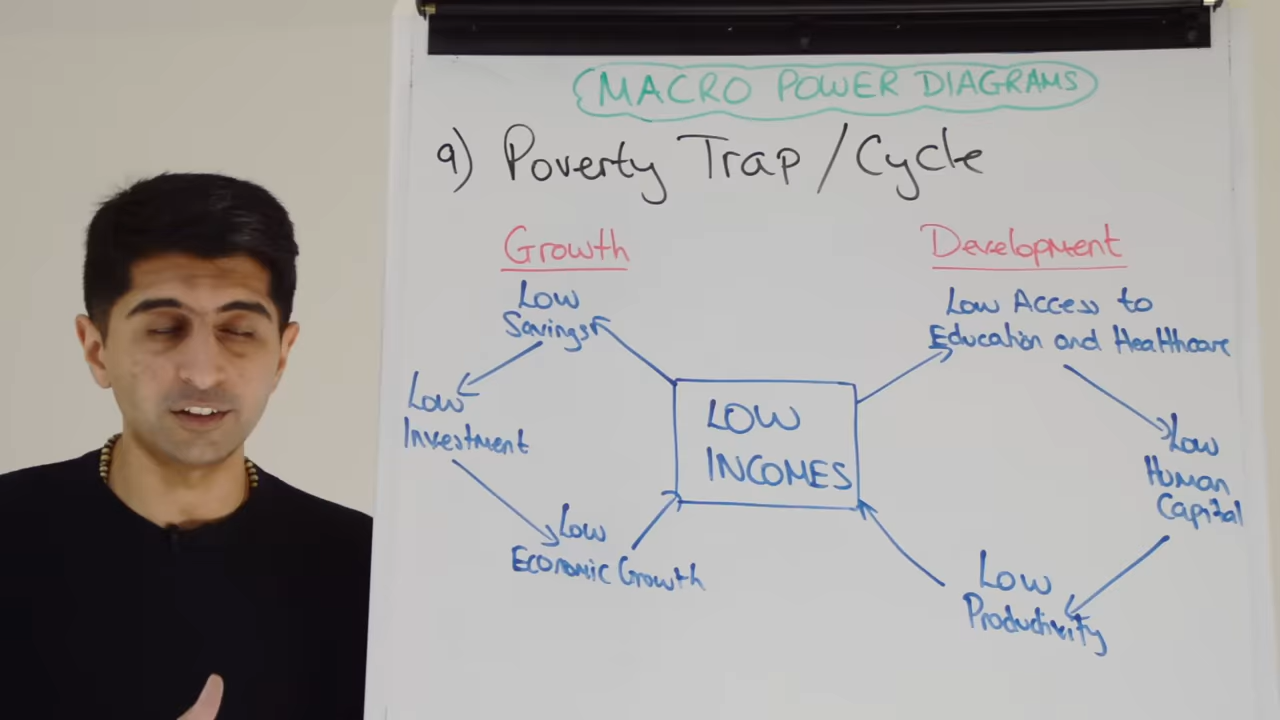 MACRO POWER DIAGRAMS
9) Poverty Trap / Cycle
Growth
Low
Savings
Low
Investment
Low
Economic Growth
LOW
INCOMES
Development
Low Access to
Education and Healthcare
Low
Human
Capital
Low
Productivity